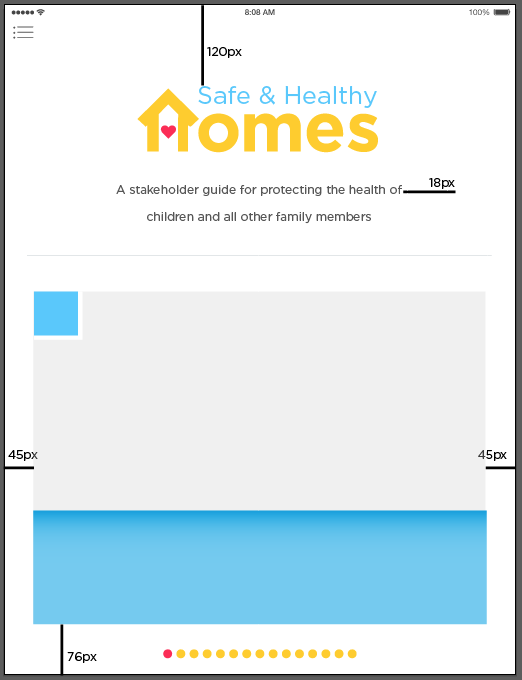 8:08 AM
100%
120px
Safe & Healthy
Homes
A stakeholder guide for protecting the health of
18px
children and all other family members
45px
45px
76px